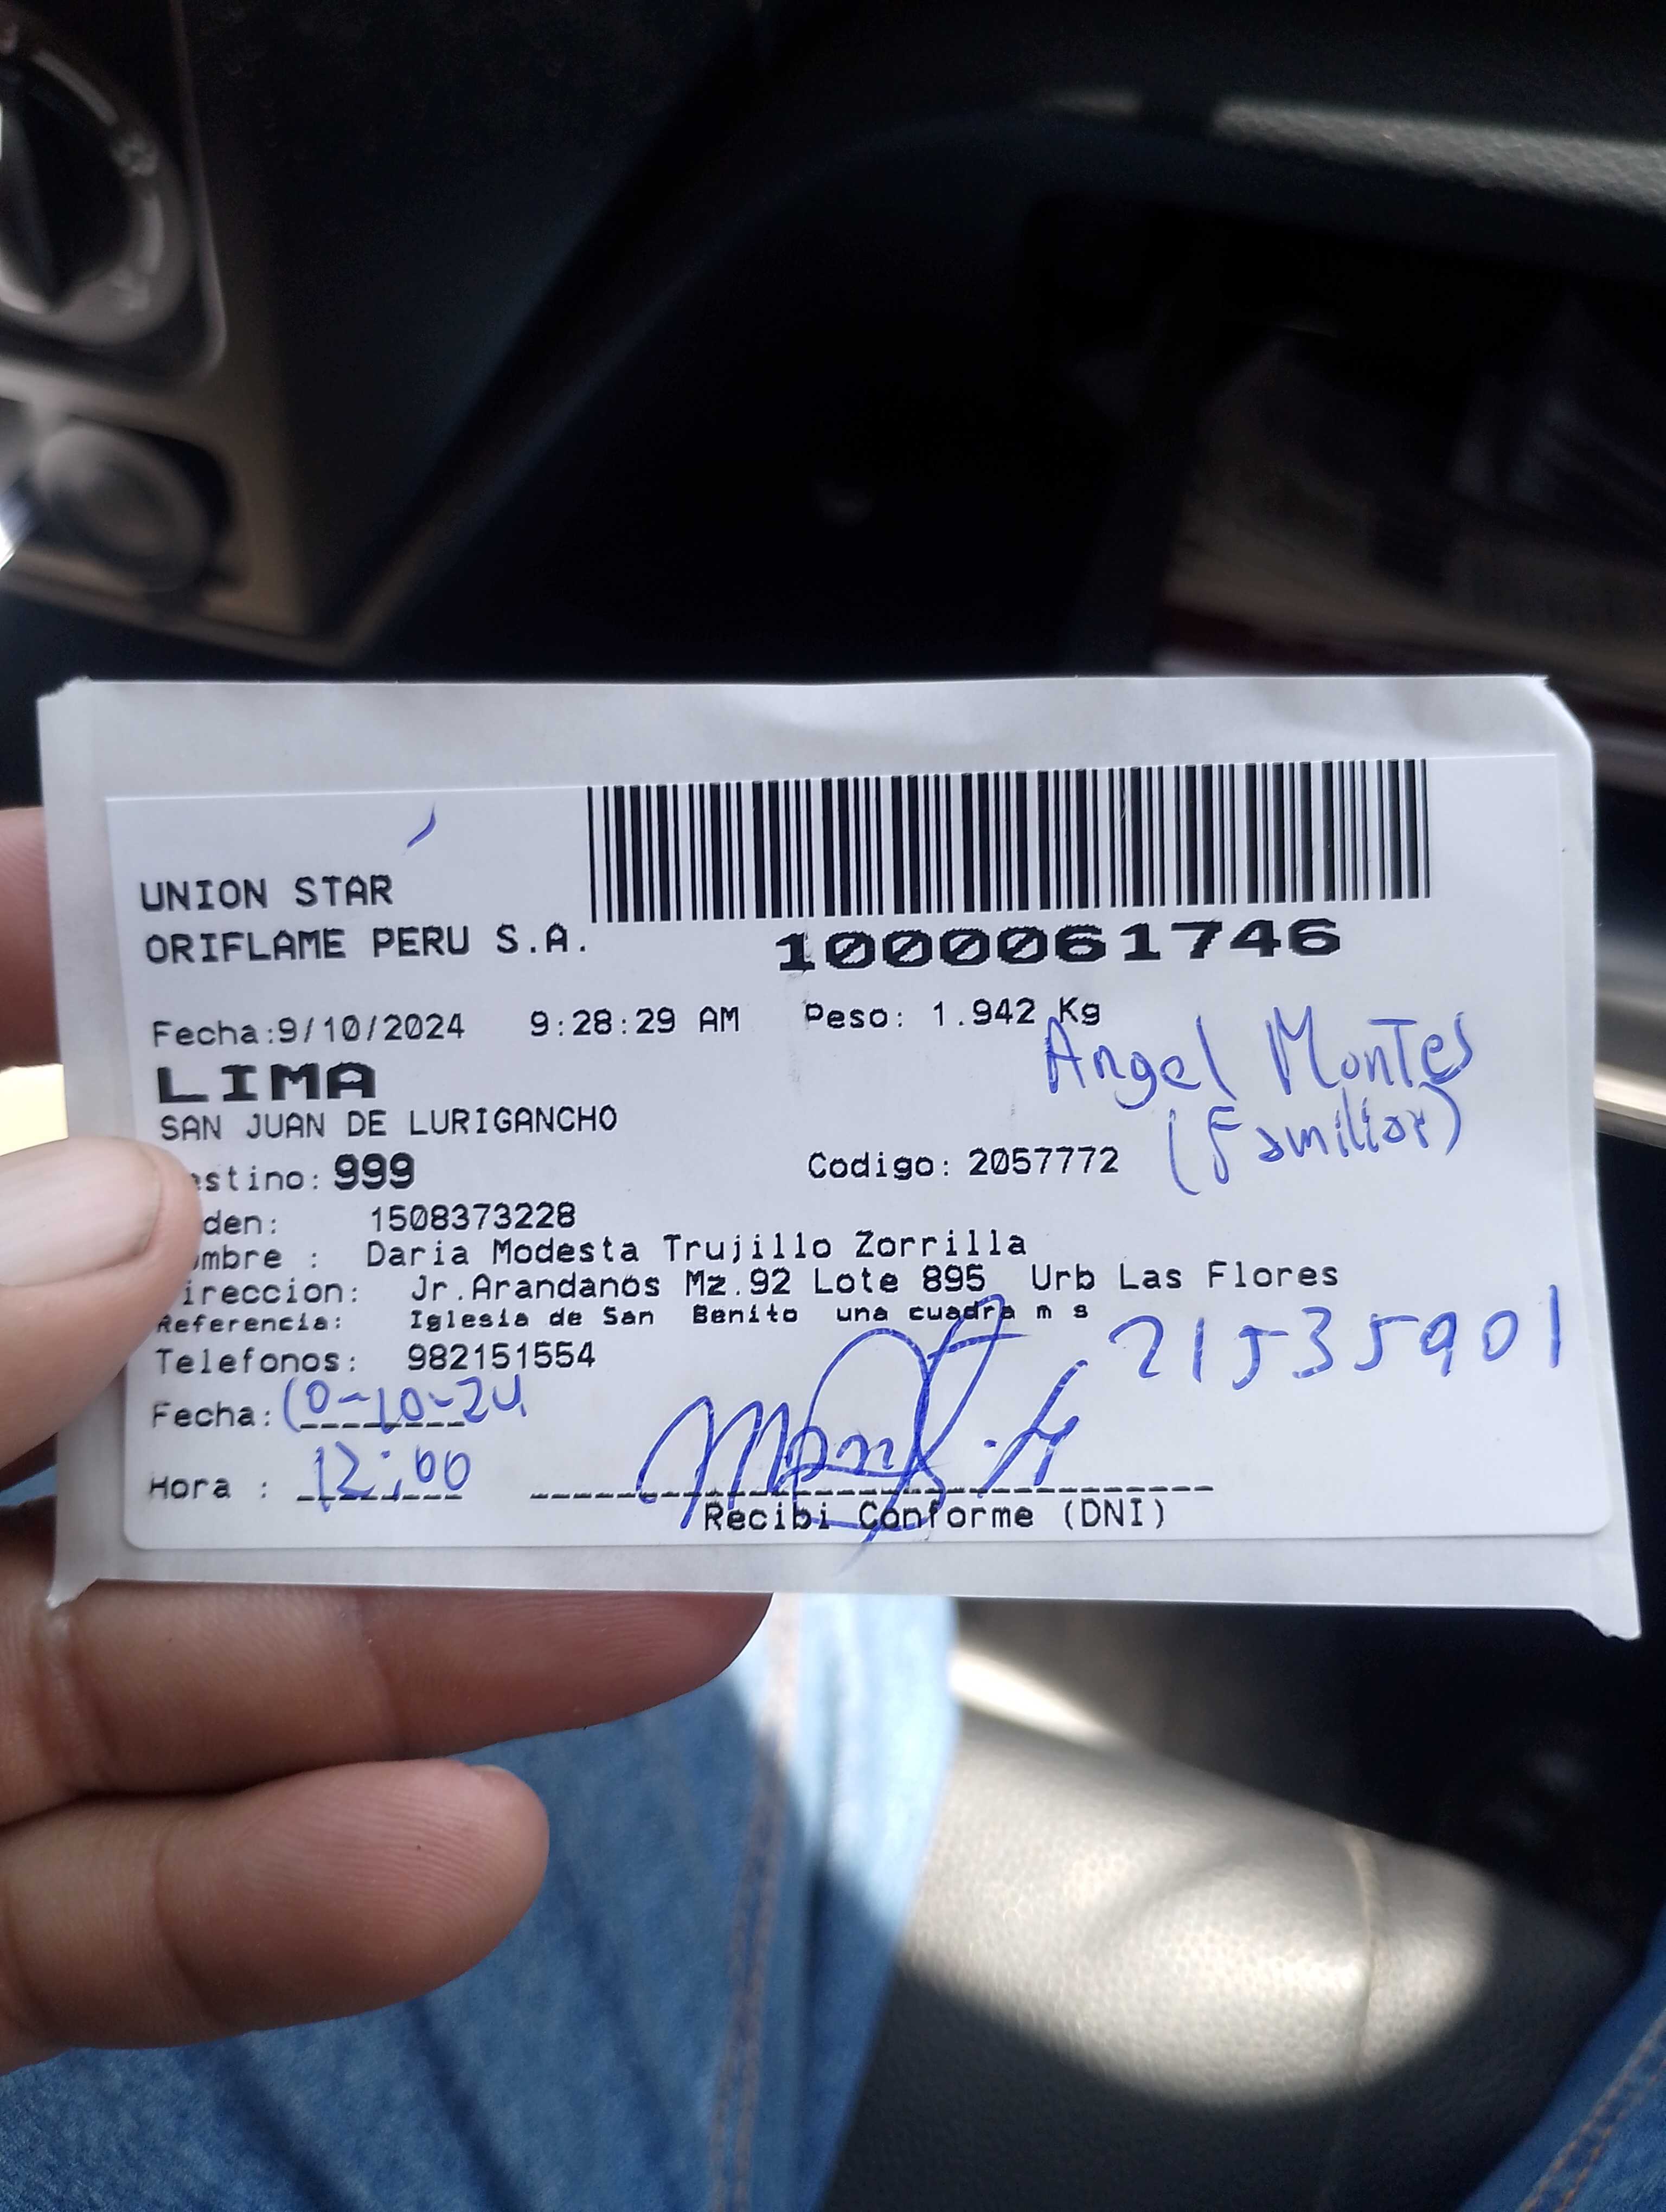 UNION STAR
ORIFLAME PERU S.A.
1000061746
Fecha:9/10/2024 9:28:29 AM Peso: 1.942 Kg
LIMA
Angel Montes
SAN JUAN DE LURIGANCHO
(Familiar)
estino: 999 Codigo: 2057772
den: 1508373228
ombre : Daria Modesta Trujillo Zorrilla
ireccion: Jr.Arandanos Mz.92 Lote 895 Urb Las Flores
Referencia: Iglesia de San Benito una cuadra m s
21535901
Telefonos: 982151554
Fecha: 10-10-24
Hora : 12:00
Recibi Conforme (DNI)